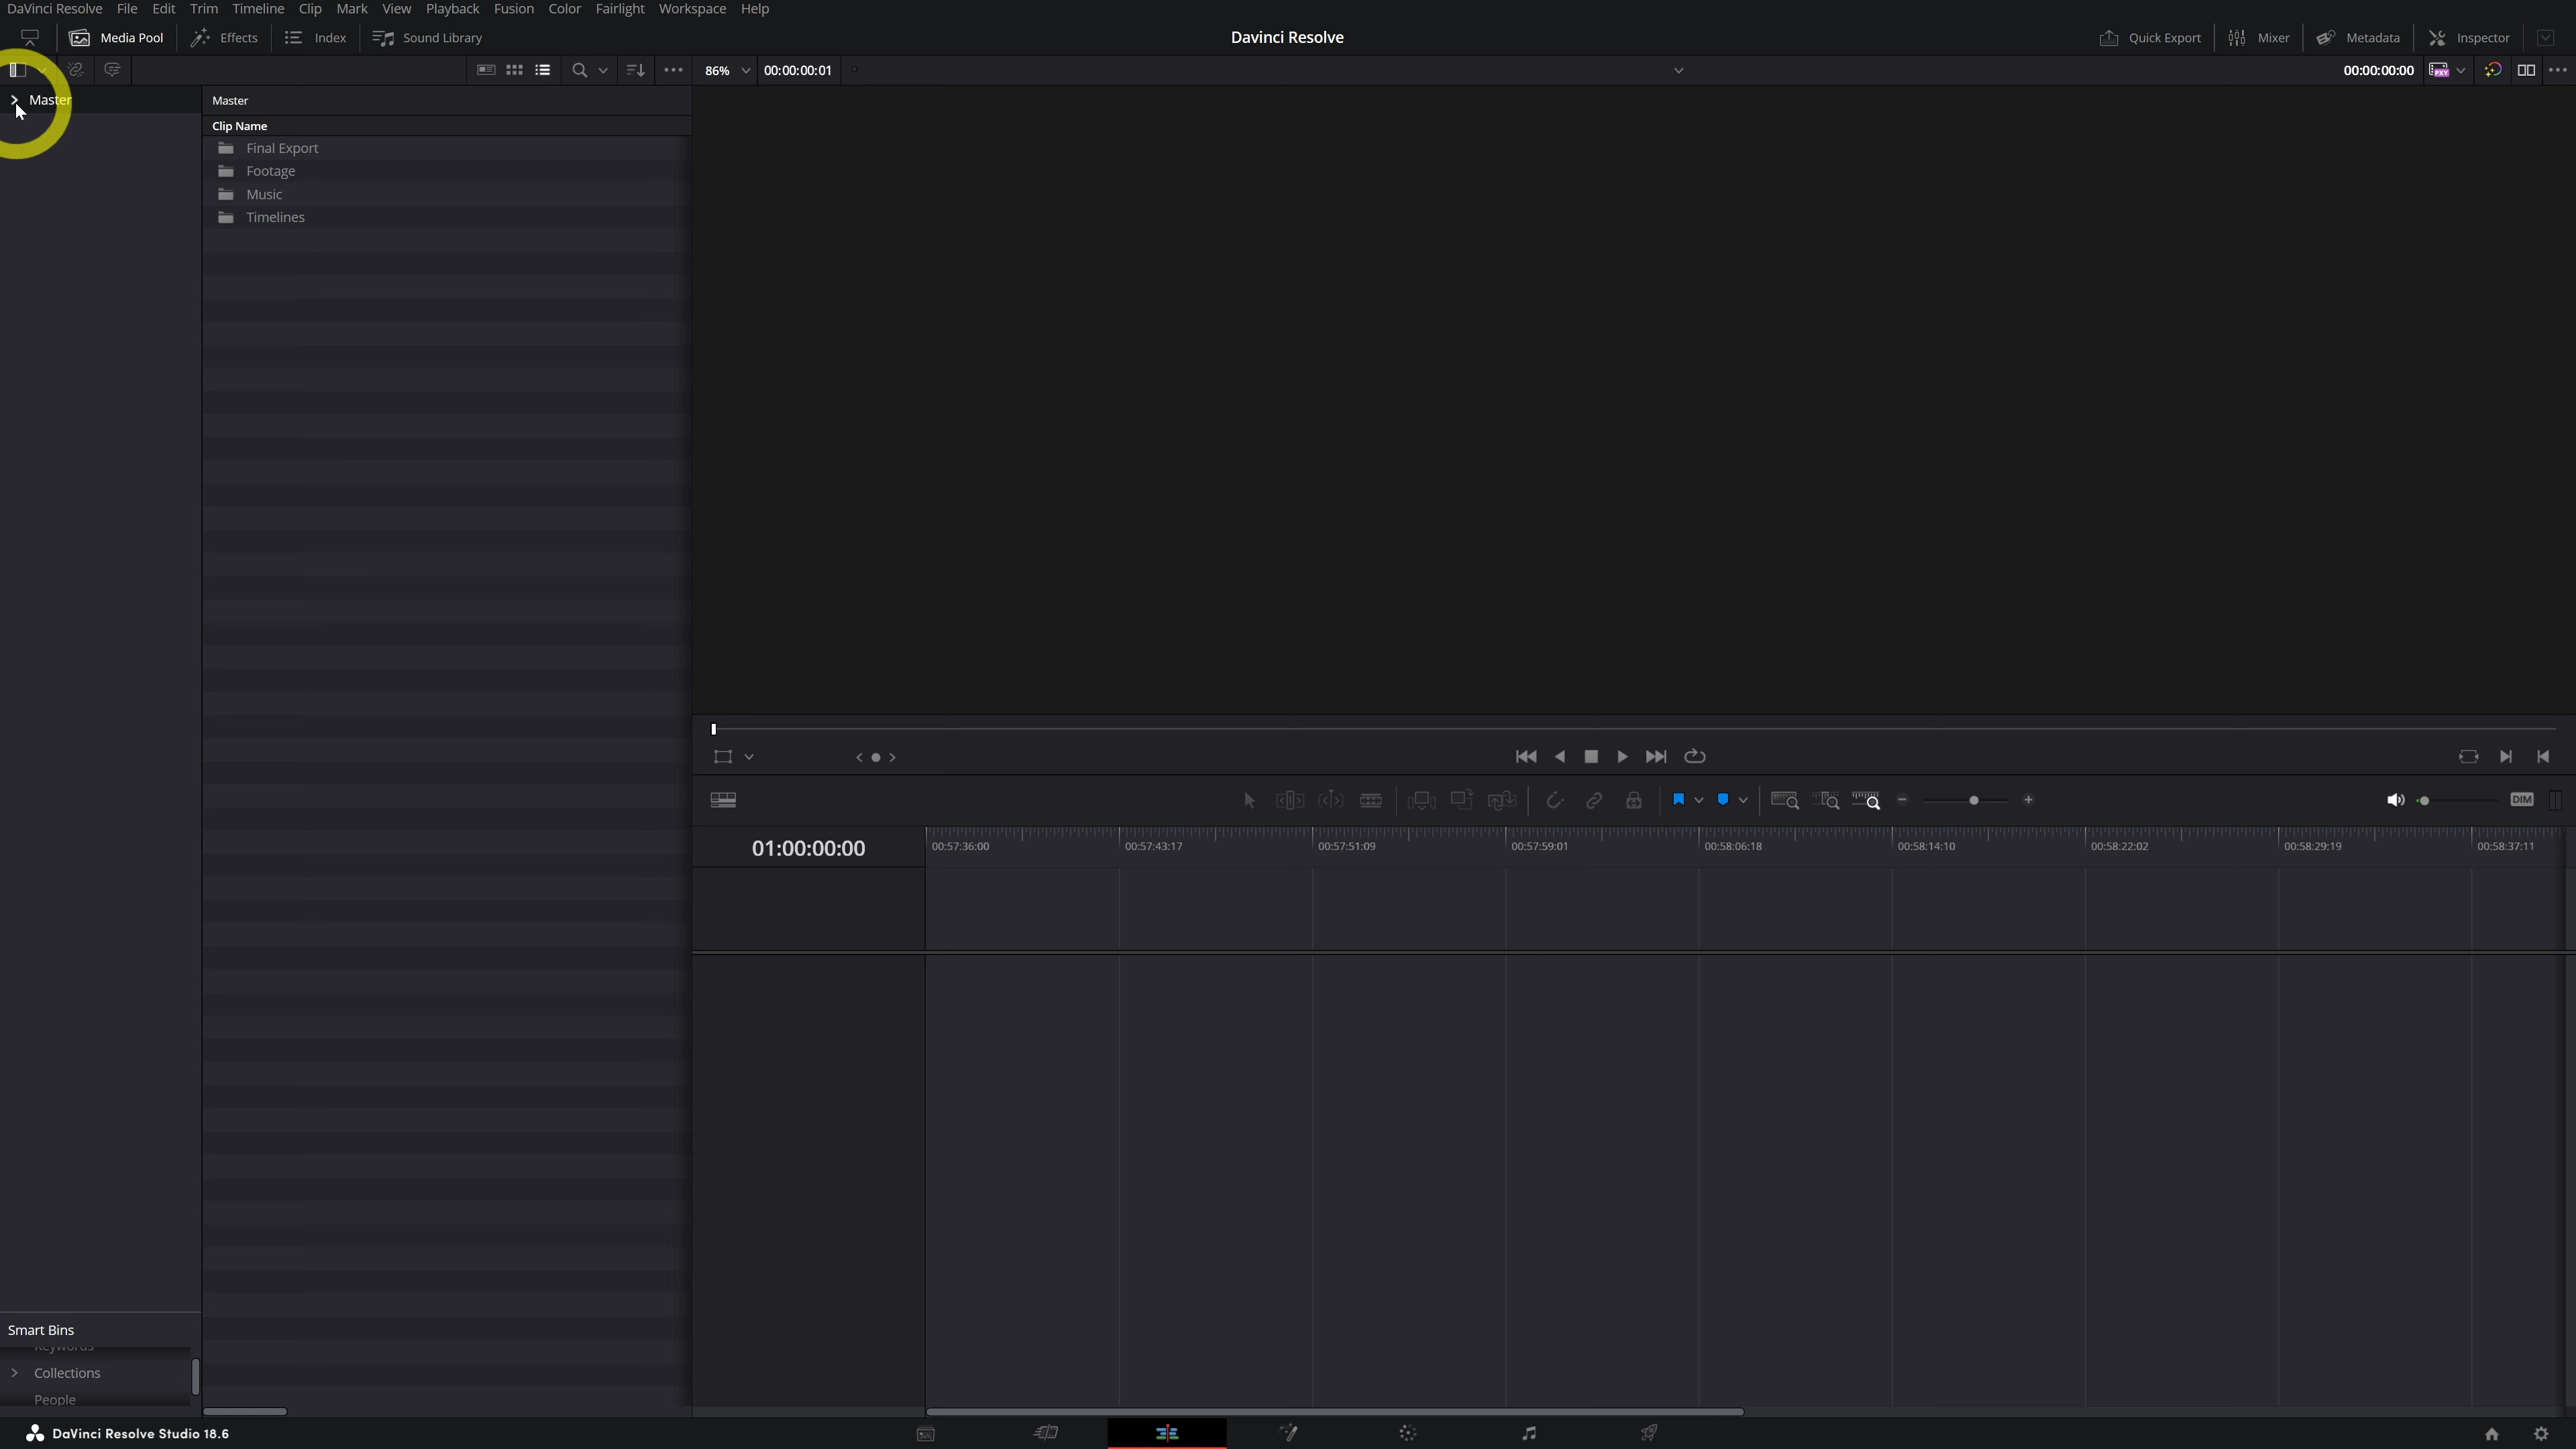 DaVinci Resolve File Edit Trim Timeline Clip Mark View Playback Fusion Color Fairlight Workspace Help
Media Pool Effects Index Sound Library Davinci Resolve Quick Export Mixer Metadata Inspector
86% 00:00:00:01 00:00:00:00 PXY
Master Master
Clip Name
Final Export
Footage
Music
Timelines
DIM
01:00:00:00 00:57:36:00 00:57:43:17 00:57:51:09 00:57:59:01 00:58:06:18 00:58:14:10 00:58:22:02 00:58:29:19 00:58:37:11
Smart Bins
Keywords
Collections
People
DaVinci Resolve Studio 18.6